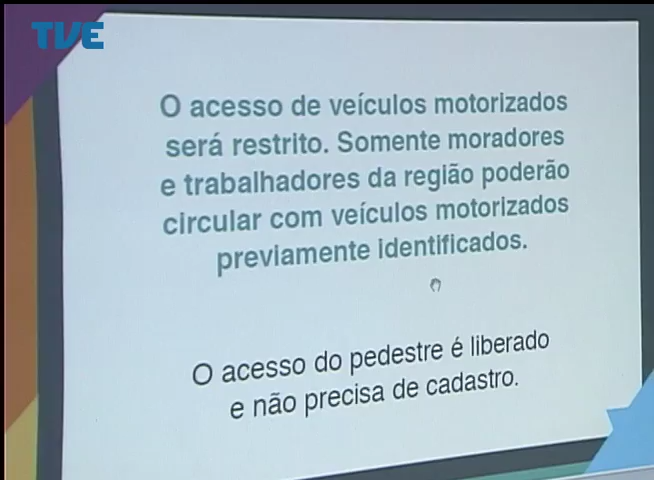 TVE
O acesso de veículos motorizados
será restrito. Somente moradores
e trabalhadores da região poderão
circular com veículos motorizados
previamente identificados.
O acesso do pedestre é liberado
e não precisa de cadastro.